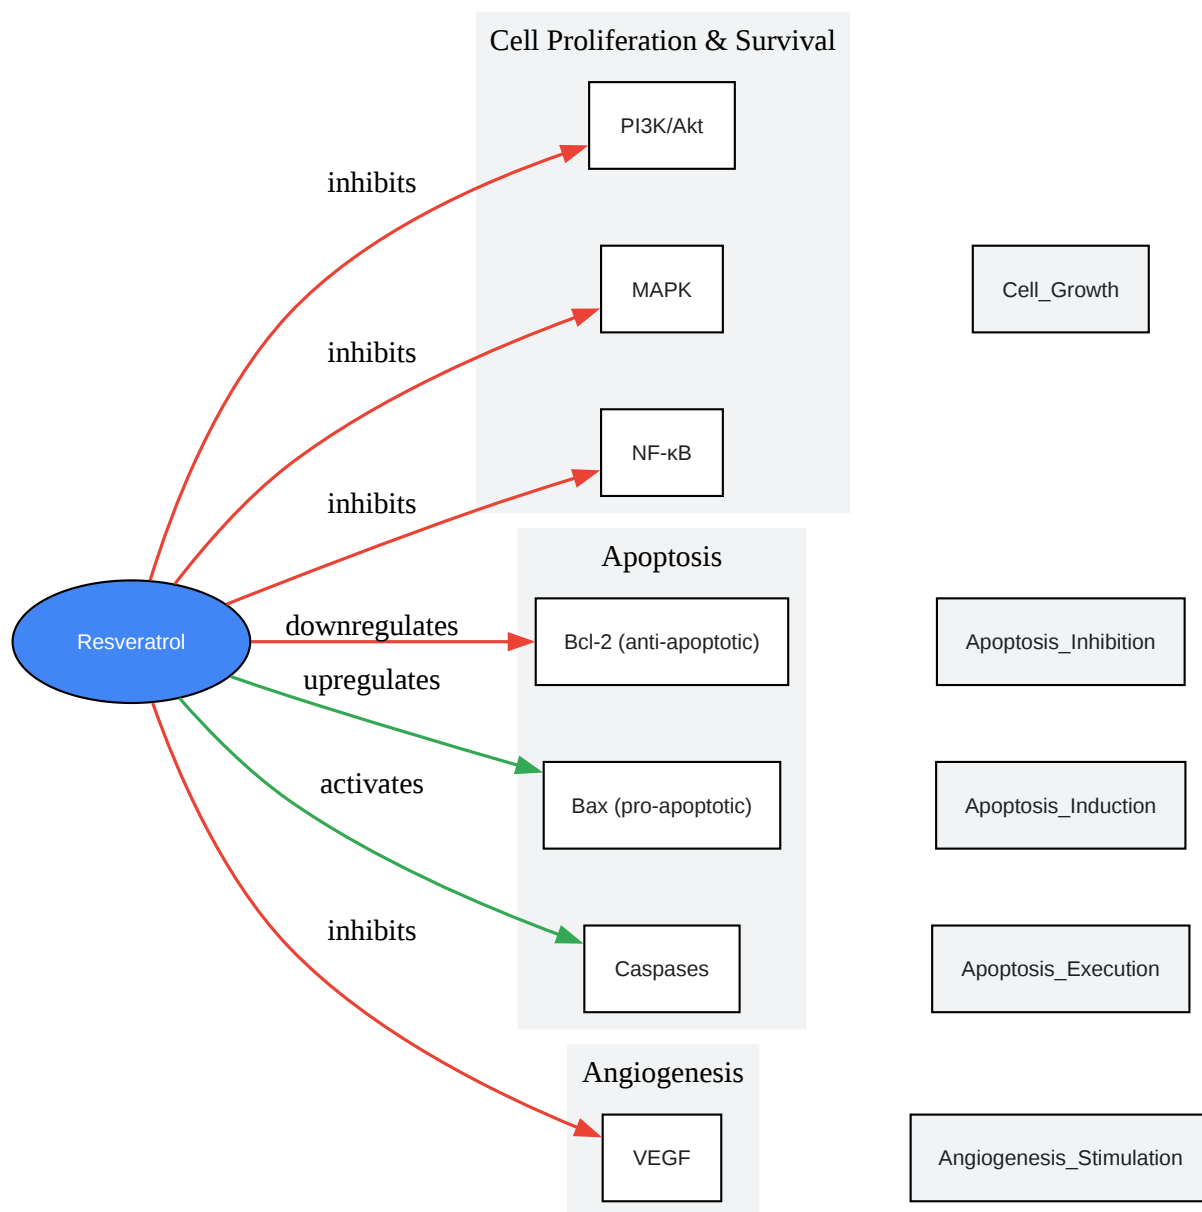 Cell Proliferation & Survival
PI3K/Akt
inhibits
MAPK
Cell_Growth
inhibits
NF-κB
inhibits
Apoptosis
Resveratrol
downregulates
Bcl-2 (anti-apoptotic)
Apoptosis_Inhibition
upregulates
activates
Bax (pro-apoptotic)
Apoptosis_Induction
inhibits
Caspases
Apoptosis_Execution
Angiogenesis
VEGF
Angiogenesis_Stimulation